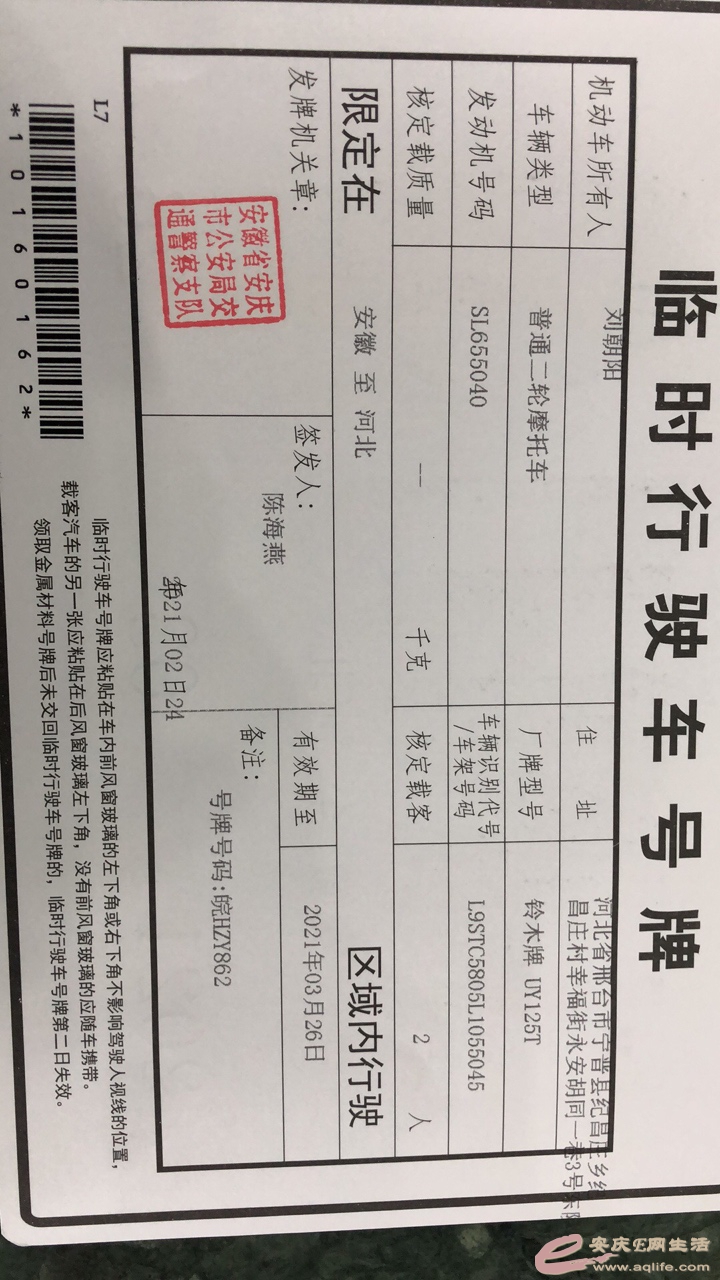 临时行驶车号牌
机动车所有人 刘朝阳 住 址 河北省邢台市宁晋县纪昌庄乡纪
昌庄村幸福街永安胡同一巷3号东
车辆类型 普通二轮摩托车 厂牌型号 铃木牌 UY125T
发动机号码 SL655040 车辆识别代号
/车架号码 L9STC5805L1055045
核定载质量 -- 千克 核定载客 2 人
限定在 安徽 至 河北 区域内行驶
发牌机关章:
安徽省安庆
市公安局交
通警察支队
签发人:
陈海燕
年21月02日24
有效期至 2021年03月26日
备注:
号牌号码:皖HZY862
L7
*10160162*
临时行驶车号牌应粘贴在车内前风窗玻璃的左下角或右下角不影响驾驶人视线的位置,
载客汽车的另一张应粘贴在后风窗玻璃左下角，没有前风窗玻璃的应随车携带。
领取金属材料号牌后未交回临时行驶车号牌的，临时行驶车号牌第二日失效。
安庆E网生活
www.aqlife.com